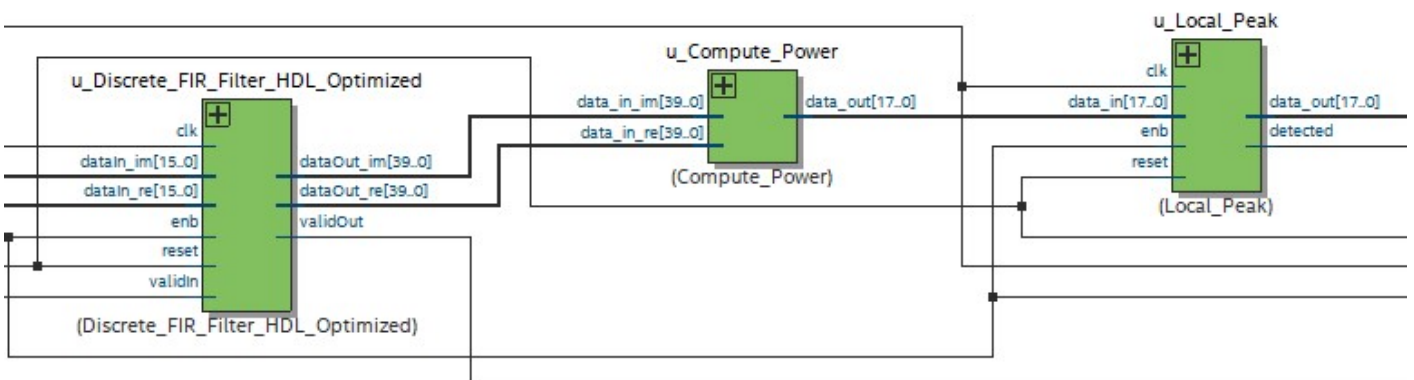 u_Discrete_FIR_Filter_HDL_Optimized
clk
dataIn_im[15..0]
dataIn_re[15..0]
enb
reset
validIn
dataOut_im[39..0]
dataOut_re[39..0]
validOut
(Discrete_FIR_Filter_HDL_Optimized)
u_Compute_Power
data_in_im[39..0]
data_in_re[39..0]
data_out[17..0]
(Compute_Power)
u_Local_Peak
clk
data_in[17..0]
enb
reset
data_out[17..0]
detected
(Local_Peak)